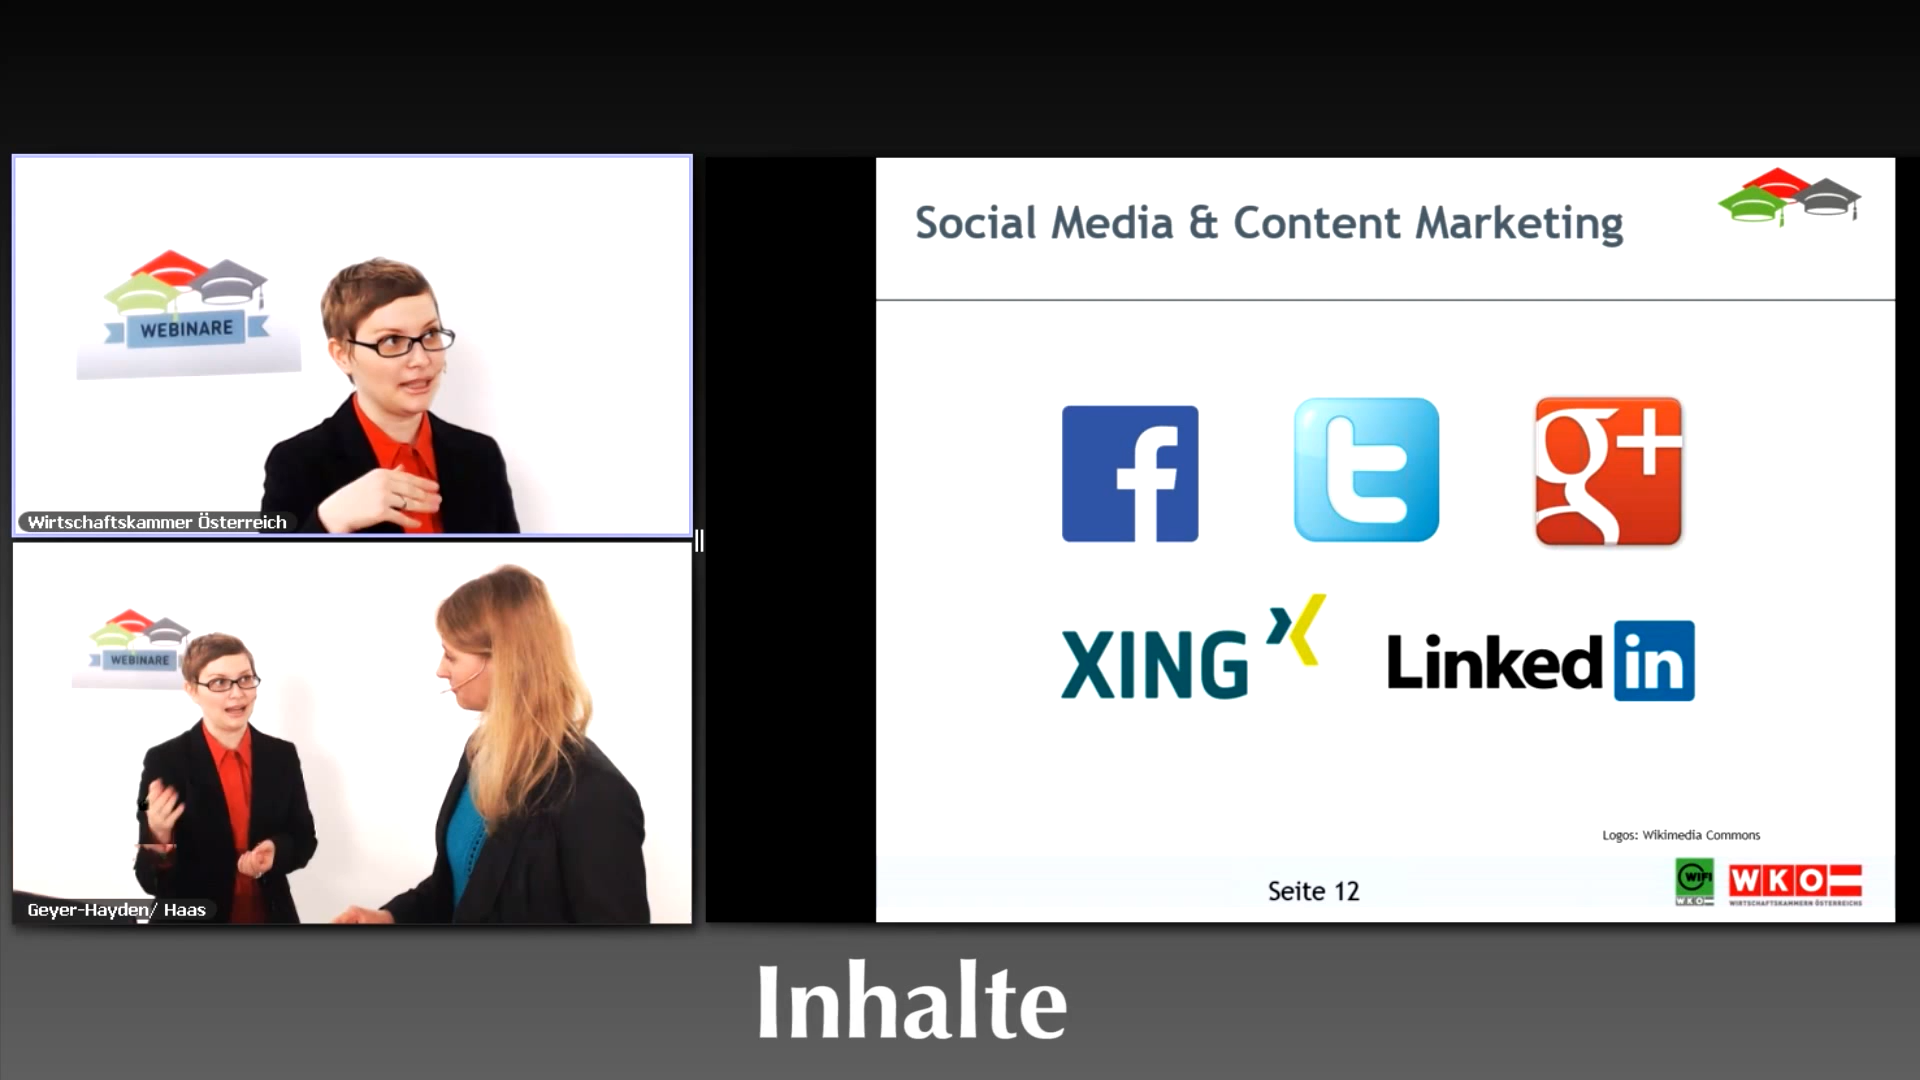 WEBINARE
Wirtschaftskammer Österreich
WEBINARE
Geyer-Hayden/ Haas
Social Media & Content Marketing
f
t
g+
XING
Linked in
Logos: Wikimedia Commons
Seite 12
WIFI
WKO
WKO
WIRTSCHAFTSKAMMERN ÖSTERREICHS
Inhalte